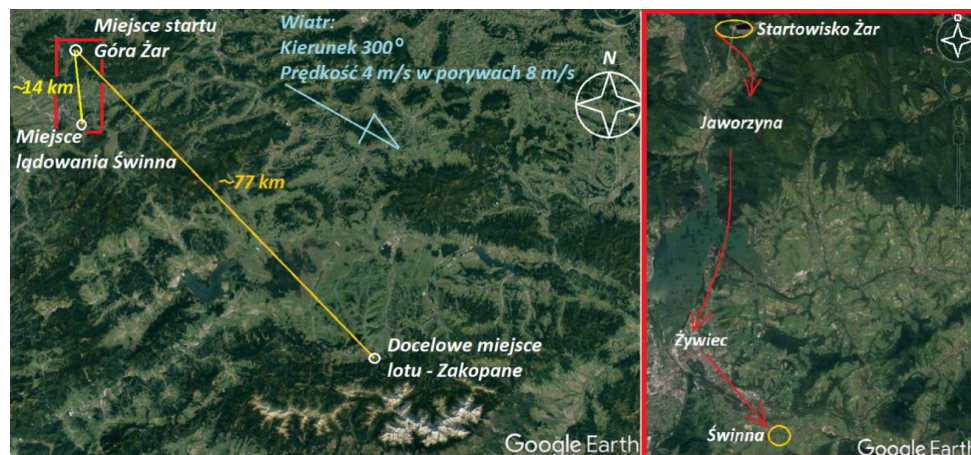 Miejsce startu
Góra Żar
Wiatr:
Kierunek 300°
Prędkość 4 m/s w porywach 8 m/s
N
~14 km
Miejsce
lądowania Świnna
~77 km
Docelowe miejsce
lotu - Zakopane
Google Earth
Startowisko Żar
Jaworzyna
Żywiec
Świnna
Google Earth